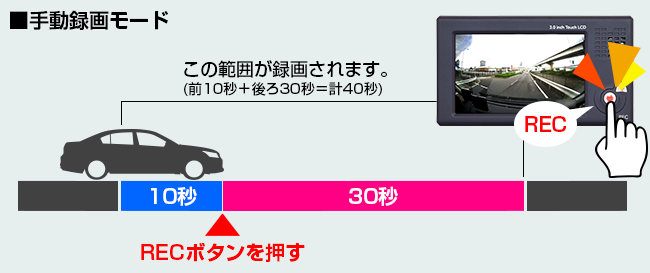 ■手動録画モード
3.0 inch Touch LCD
この範囲が録画されます。
(前10秒＋後ろ30秒＝計40秒)
REC
REC
10秒
30秒
RECボタンを押す